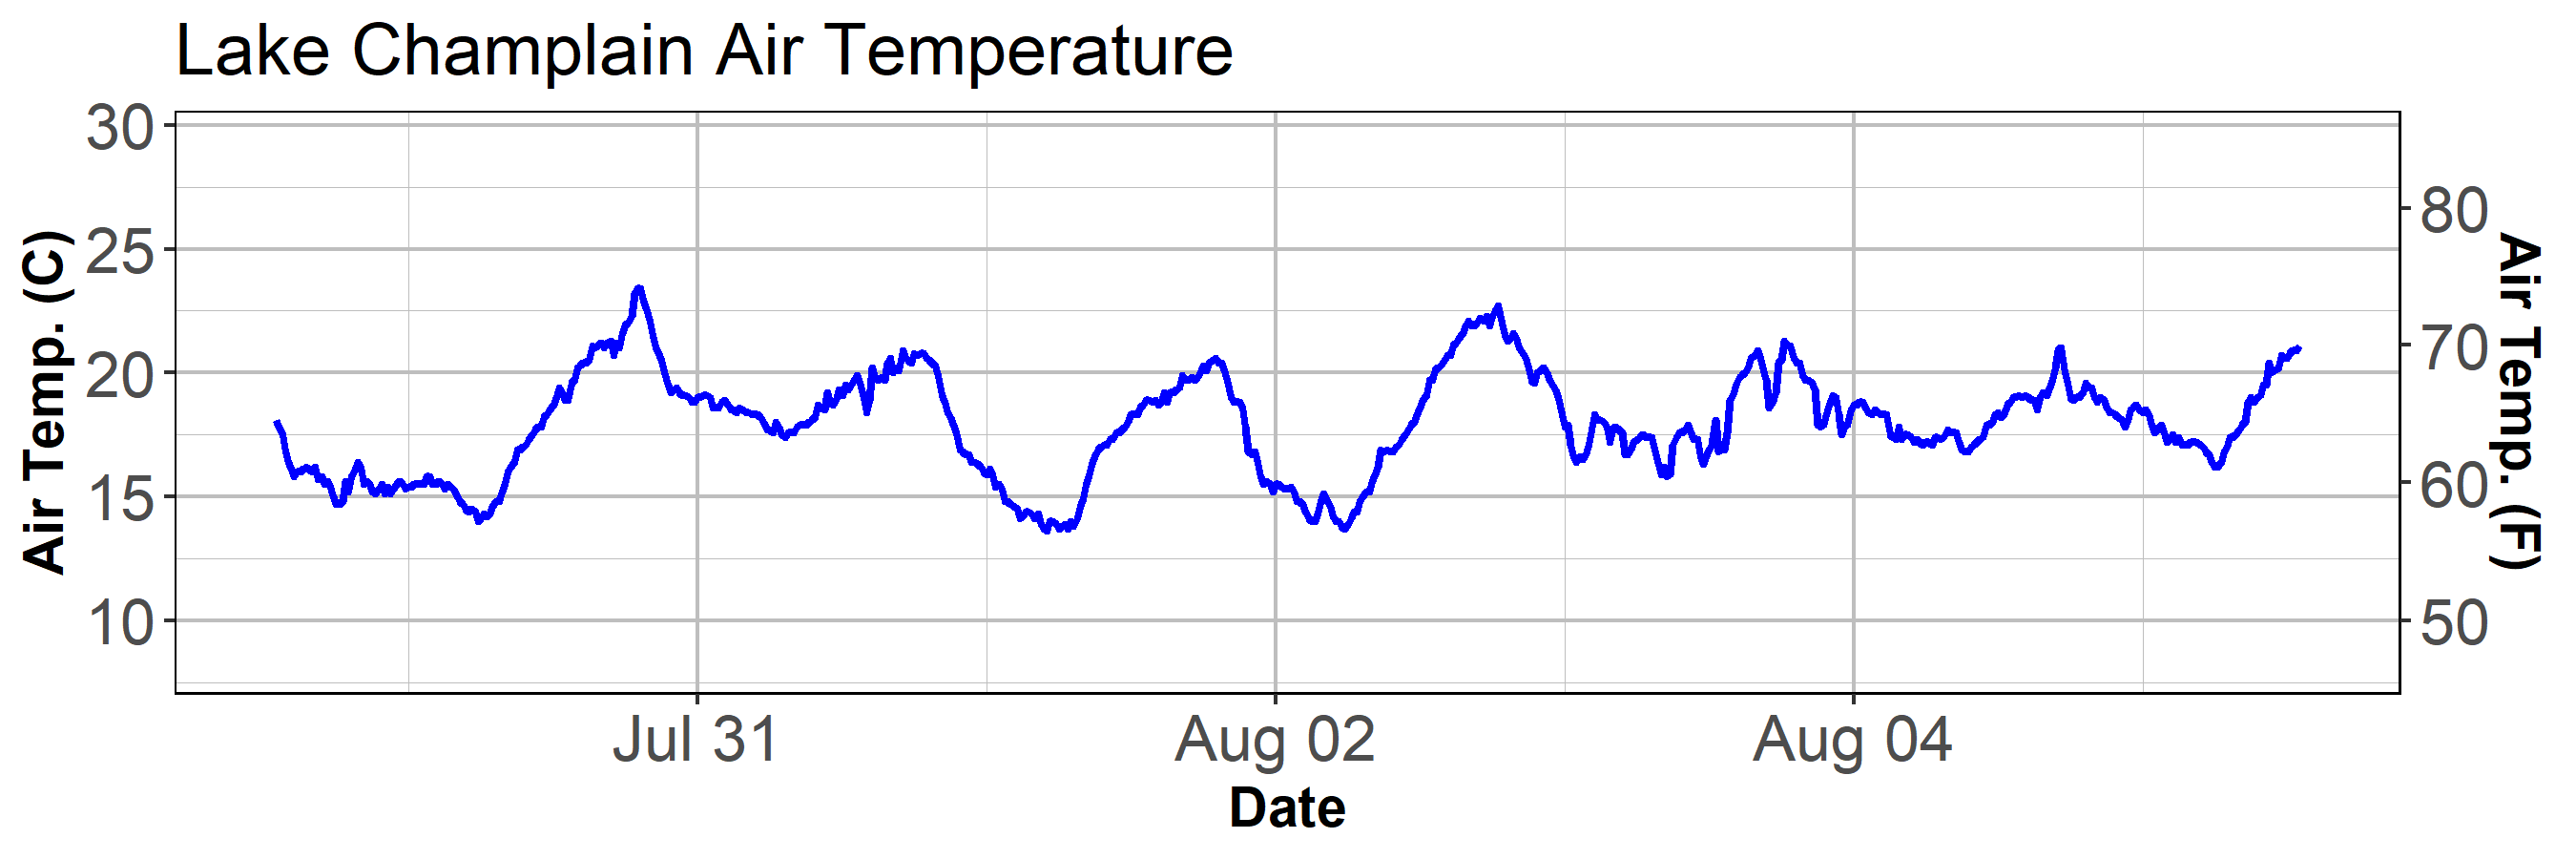 Lake Champlain Air Temperature
30
25
20
15
10
Air Temp. (C)
80
70
60
50
Air Temp. (F)
Jul 31
Aug 02
Aug 04
Date